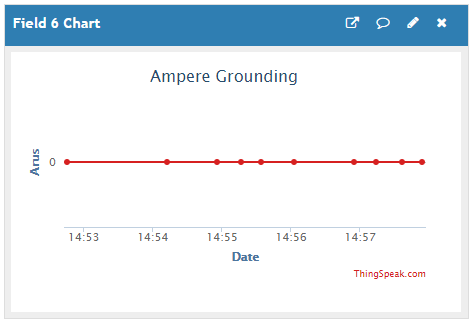 Field 6 Chart
Ampere Grounding
Arus
0
14:53 14:54 14:55 14:56 14:57
Date
ThingSpeak.com